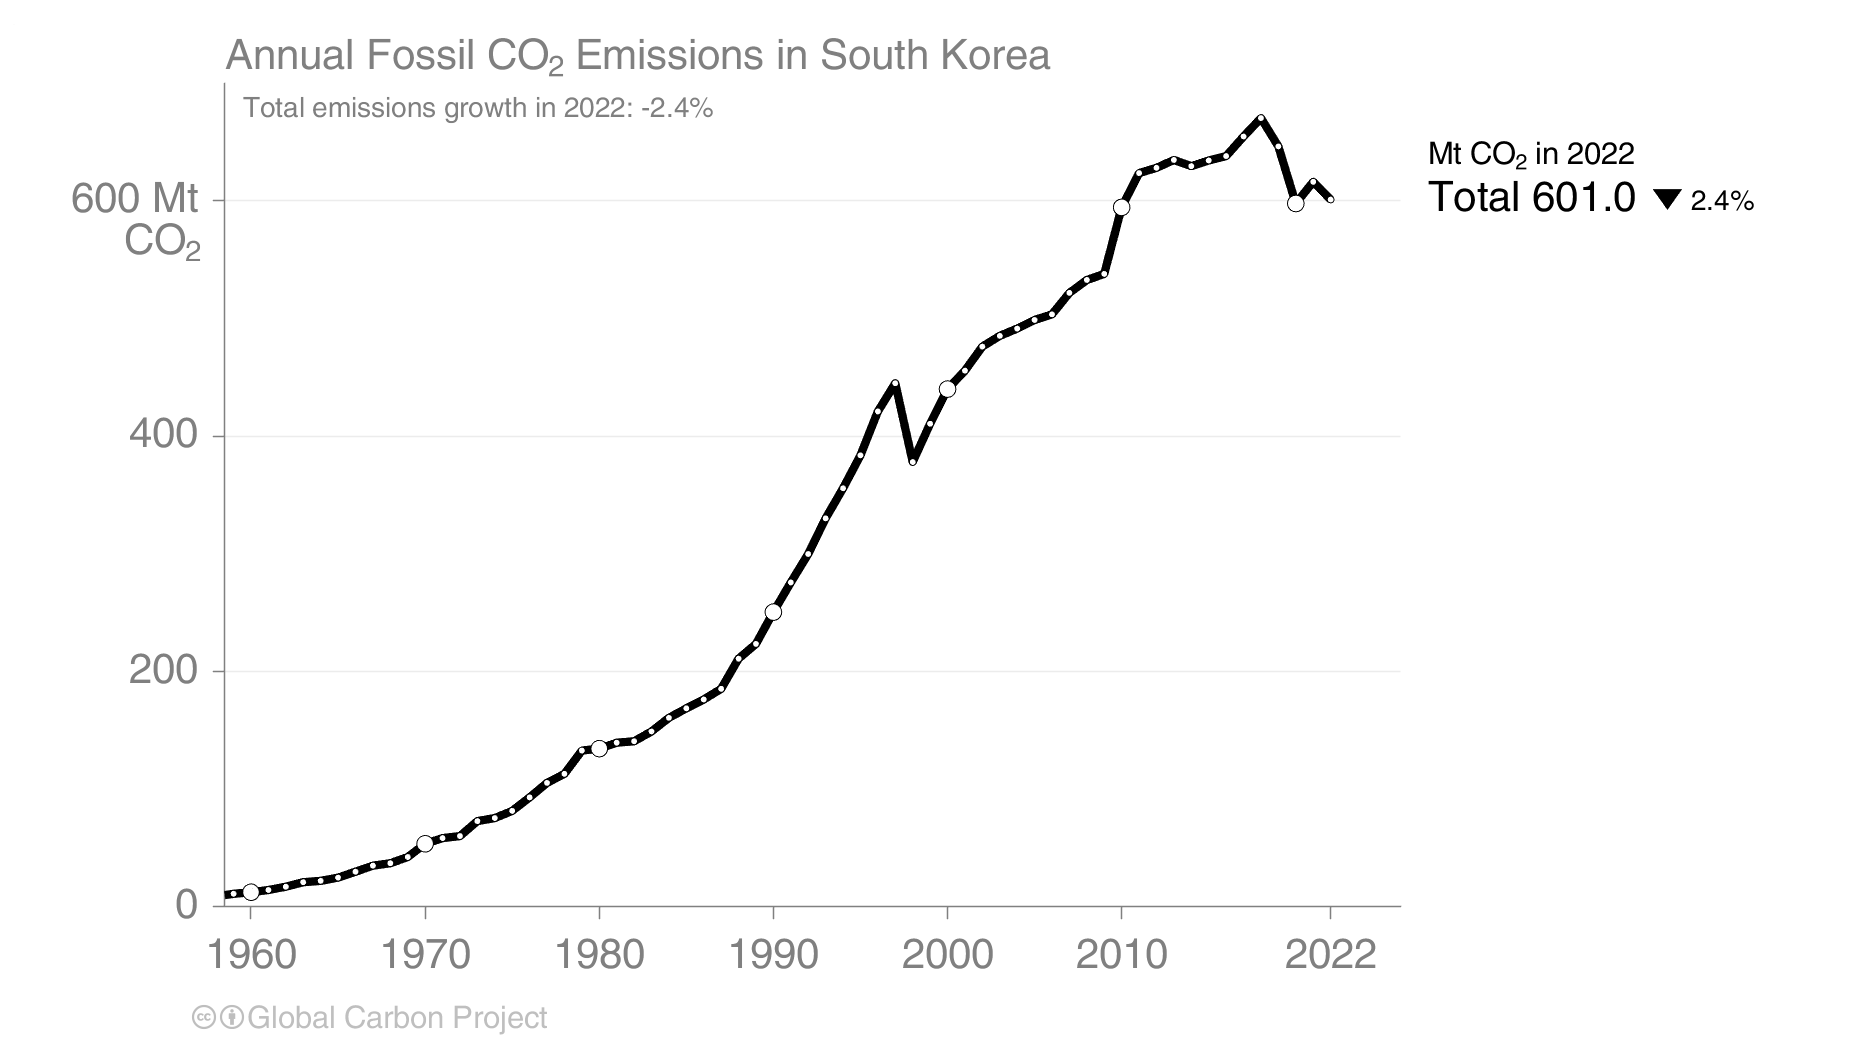 Annual Fossil CO₂ Emissions in South Korea
Total emissions growth in 2022: -2.4%
Mt CO₂ in 2022
Total 601.0 ▼ 2.4%
600 Mt
CO₂
400
200
0
1960 1970 1980 1990 2000 2010 2022
cc Global Carbon Project